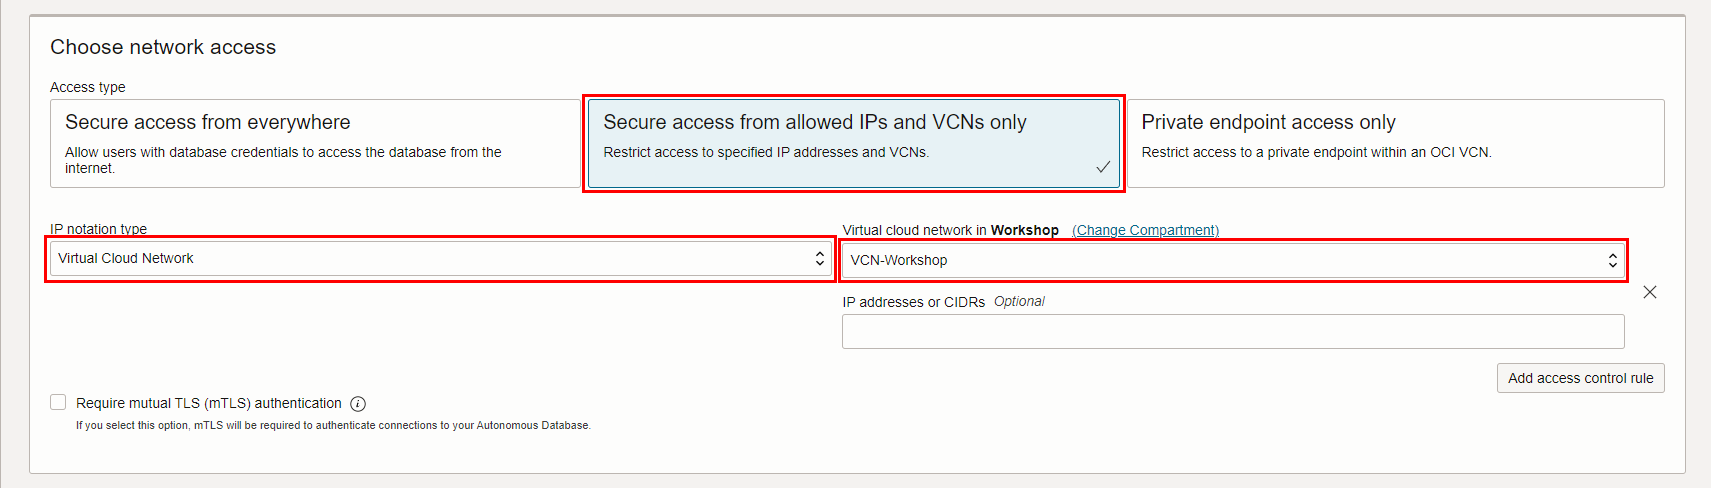 Choose network access
Access type
Secure access from everywhere
Allow users with database credentials to access the database from the
internet.
Secure access from allowed IPs and VCNs only
Restrict access to specified IP addresses and VCNs.
Private endpoint access only
Restrict access to a private endpoint within an OCI VCN.
IP notation type
Virtual Cloud Network
Virtual cloud network in Workshop (Change Compartment)
VCN-Workshop
IP addresses or CIDRs Optional
Add access control rule
Require mutual TLS (mTLS) authentication
If you select this option, mTLS will be required to authenticate connections to your Autonomous Database.